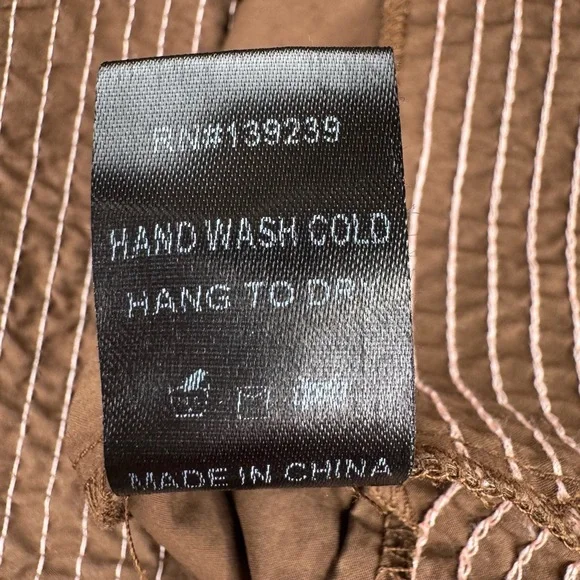 RN#139239
HAND WASH COLD
HANG TO DRY
MADE IN CHINA